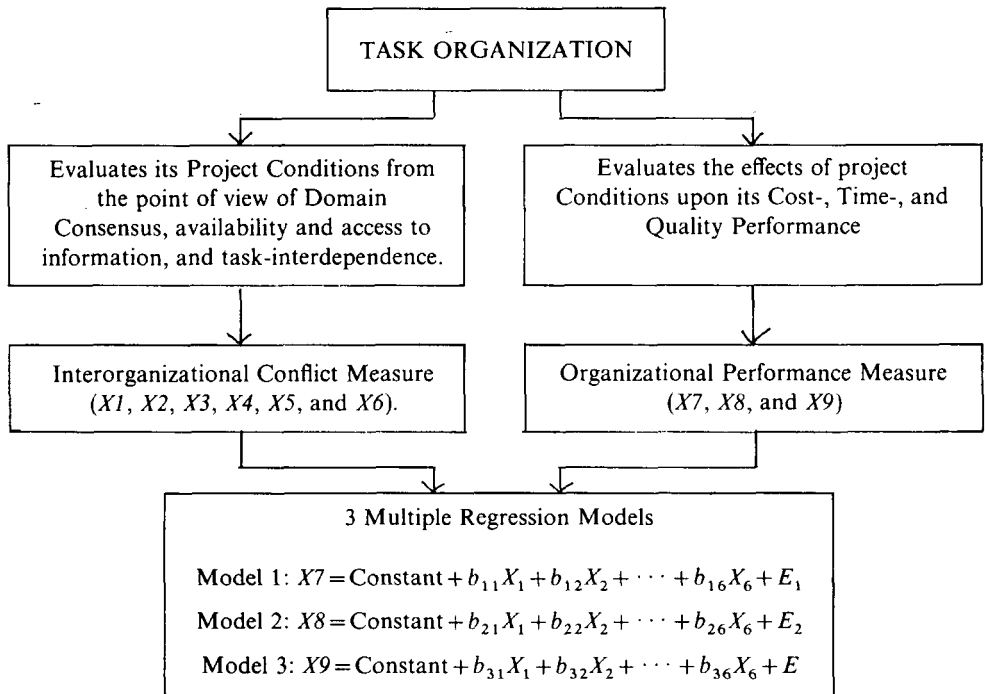 TASK ORGANIZATION
Evaluates its Project Conditions from
the point of view of Domain
Consensus, availability and access to
information, and task-interdependence.
Evaluates the effects of project
Conditions upon its Cost-, Time-, and
Quality Performance
Interorganizational Conflict Measure
(X1, X2, X3, X4, X5, and X6).
Organizational Performance Measure
(X7, X8, and X9)
3 Multiple Regression Models
Model 1: X7 = Constant + b₁₁X₁ + b₁₂X₂ + ··· + b₁₆X₆ + E₁
Model 2: X8 = Constant + b₂₁X₁ + b₂₂X₂ + ··· + b₂₆X₆ + E₂
Model 3: X9 = Constant + b₃₁X₁ + b₃₂X₂ + ··· + b₃₆X₆ + E